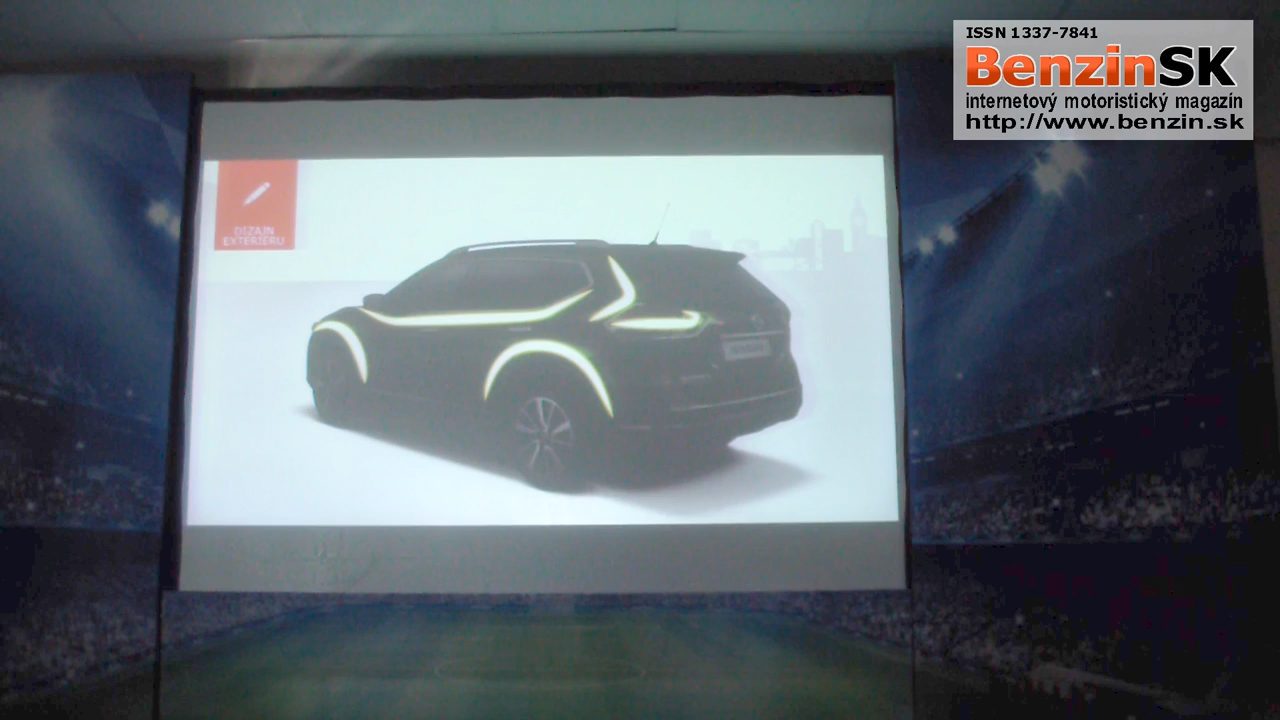 ISSN 1337-7841
BenzinSK
internetový motoristický magazín
http://www.benzin.sk
DIZAJN
EXTERIÉRU